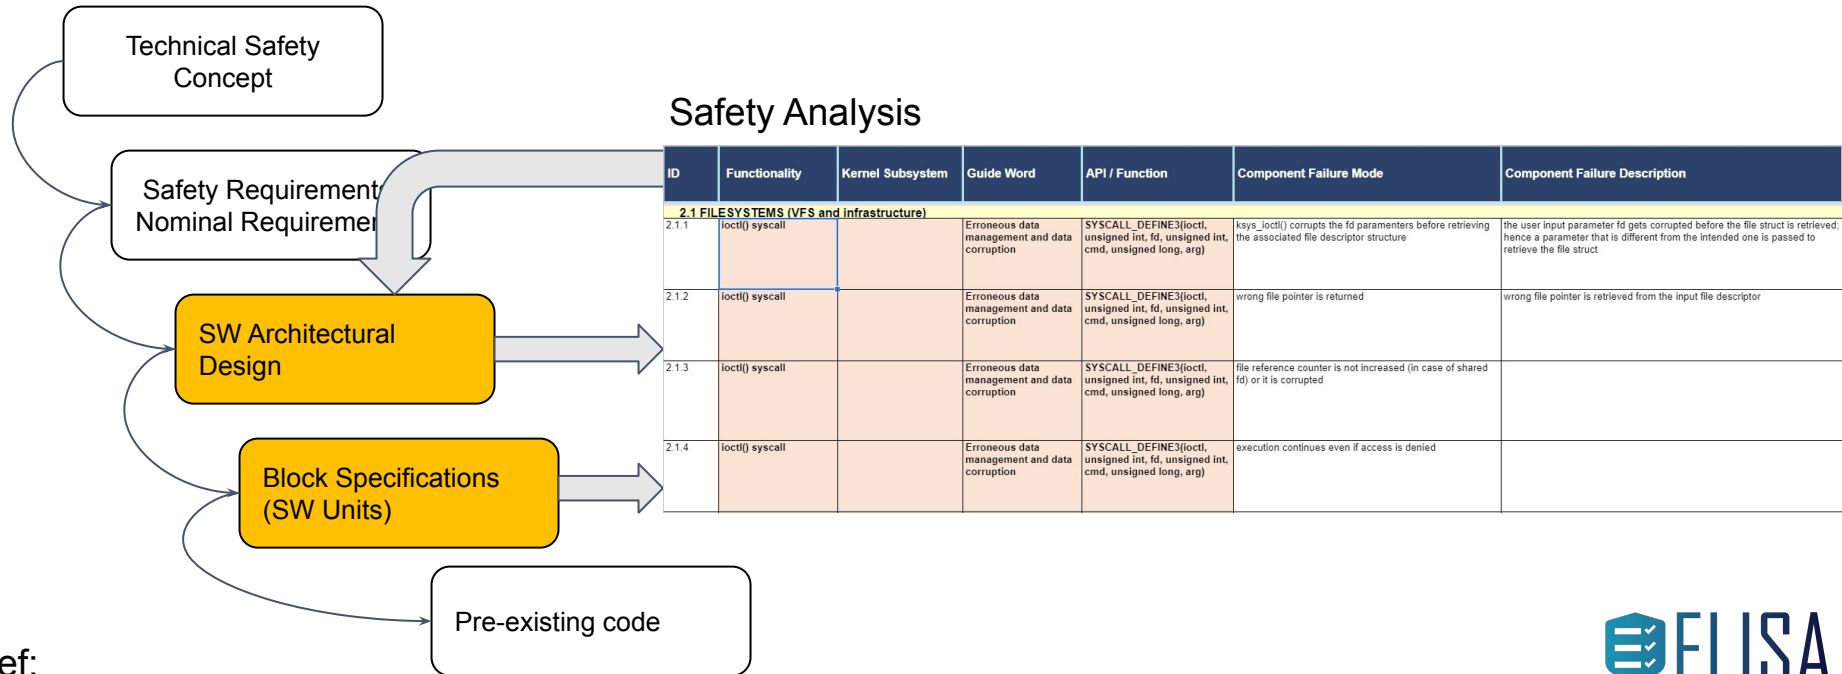 Technical Safety
Concept
Safety Requirements
Nominal Requiremen
SW Architectural
Design
Block Specifications
(SW Units)
Pre-existing code
Safety Analysis
ID Functionality Kernel Subsystem Guide Word API / Function Component Failure Mode Component Failure Description
2.1 FILESYSTEMS (VFS and infrastructure)
2.1.1 ioctl() syscall Erroneous data SYSCALL_DEFINE3(ioctl, ksys_ioctl() corrupts the fd paramenters before retrieving the user input parameter fd gets corrupted before the file struct is retrieved;
management and data unsigned int, fd, unsigned int, the associated file descriptor structure hence a parameter that is different from the intended one is passed to
corruption cmd, unsigned long, arg) retrieve the file struct
2.1.2 ioctl() syscall Erroneous data SYSCALL_DEFINE3(ioctl, wrong file pointer is returned wrong file pointer is retrieved from the input file descriptor
management and data unsigned int, fd, unsigned int,
corruption cmd, unsigned long, arg)
2.1.3 ioctl() syscall Erroneous data SYSCALL_DEFINE3(ioctl, file reference counter is not increased (in case of shared
management and data unsigned int, fd, unsigned int, fd) or it is corrupted
corruption cmd, unsigned long, arg)
2.1.4 ioctl() syscall Erroneous data SYSCALL_DEFINE3(ioctl, execution continues even if access is denied
management and data unsigned int, fd, unsigned int,
corruption cmd, unsigned long, arg)
ef:
ELISA